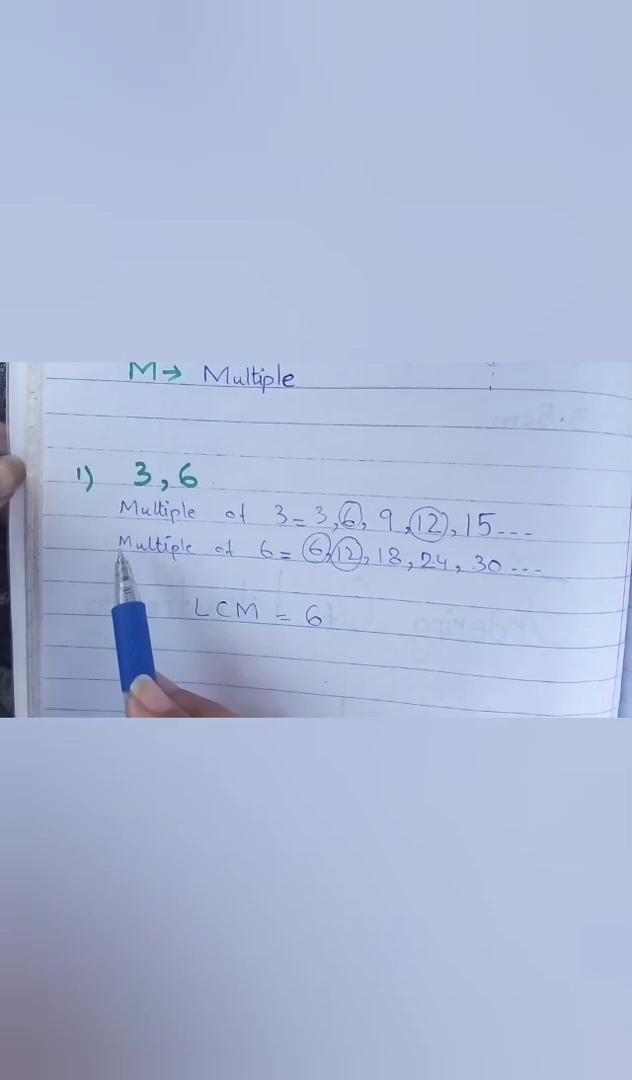 M → Multiple
1) 3, 6
Multiple of 3 = 3, 6, 9, 12, 15...
Multiple of 6 = 6, 12, 18, 24, 30...
LCM = 6